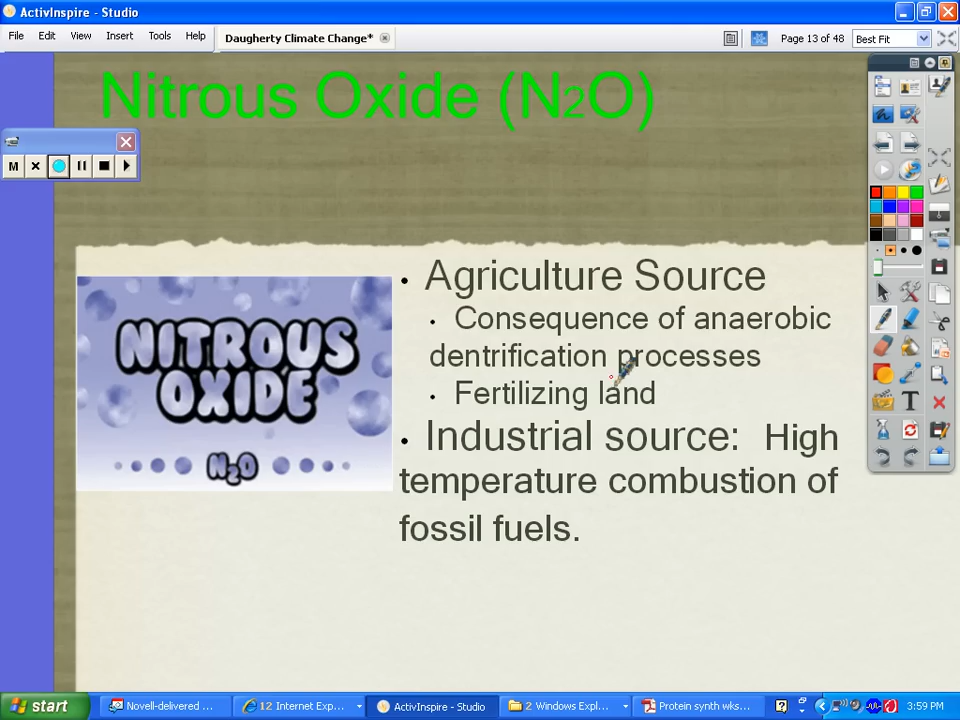 ActivInspire - Studio
File Edit View Insert Tools Help
Daugherty Climate Change*
Page 13 of 48
Best Fit
Nitrous Oxide (N2O)
M
NITROUS
OXIDE
N2O
• Agriculture Source
• Consequence of anaerobic
dentrification processes
• Fertilizing land
• Industrial source: High
temperature combustion of
fossil fuels.
T
start
Novell-delivered ...
12 Internet Exp...
ActivInspire - Studio
2 Windows Expl...
Protein synth wks...
3:59 PM